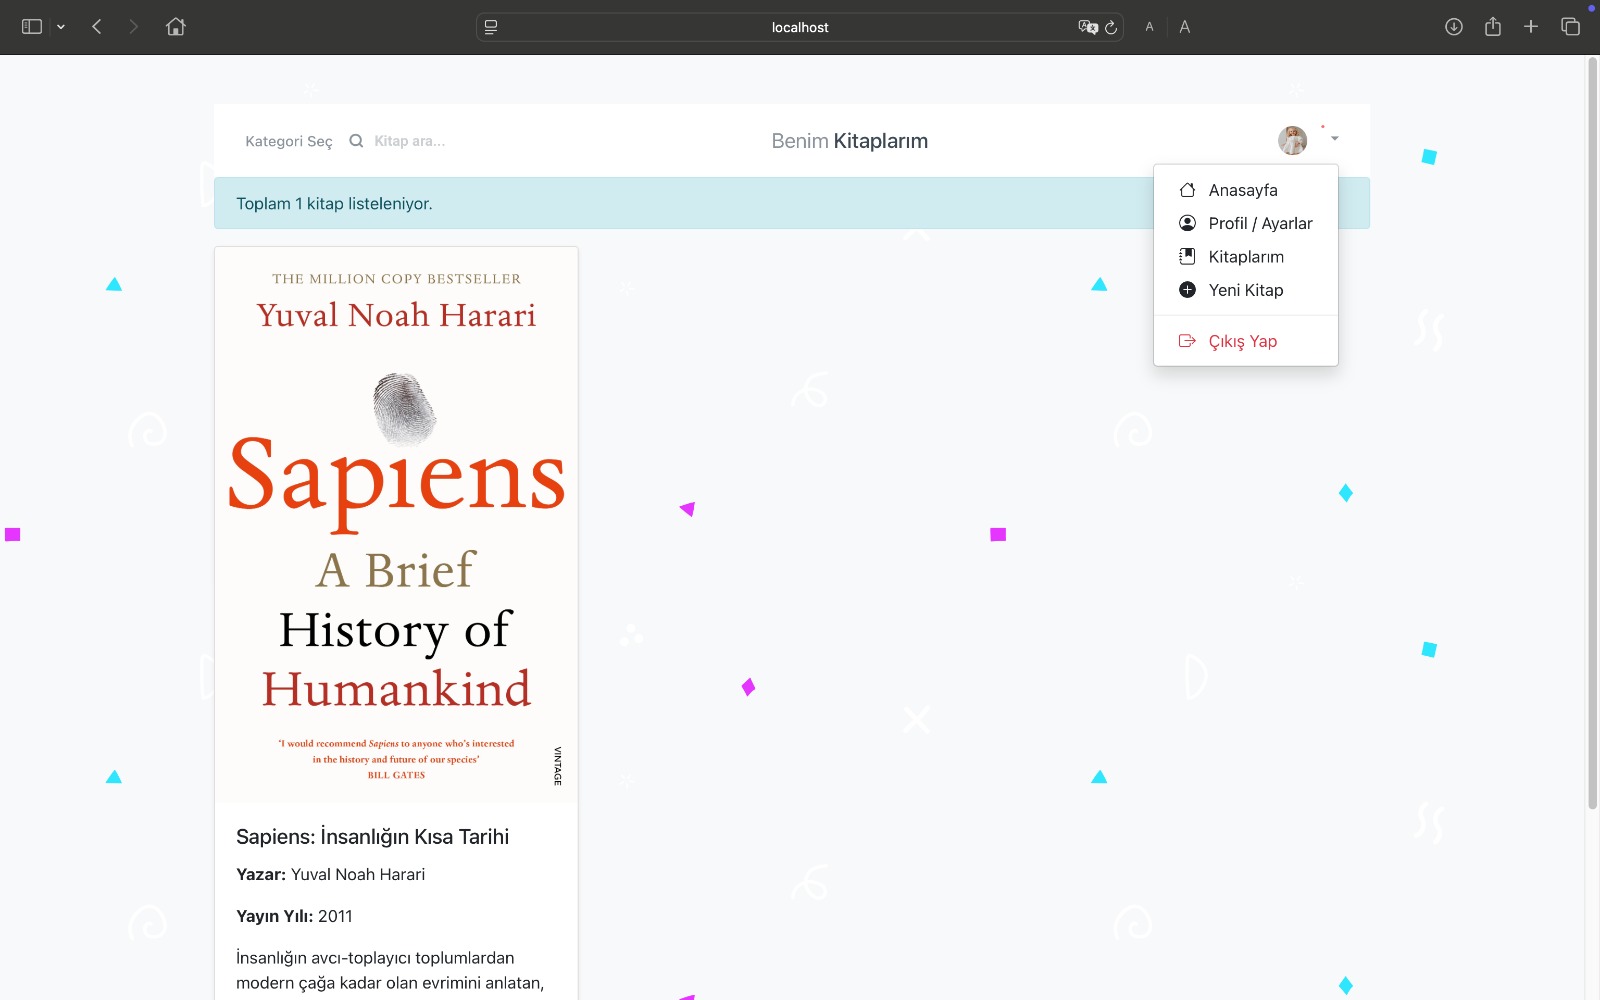 localhost
A A
Kategori Seç
Kitap ara...
Benim Kitaplarım
Toplam 1 kitap listeleniyor.
Anasayfa
Profil / Ayarlar
Kitaplarım
Yeni Kitap
Çıkış Yap
THE MILLION COPY BESTSELLER
Yuval Noah Harari
Sapiens
A Brief
History of
Humankind
'I would recommend Sapiens to anyone who's interested
in the history and future of our species'
BILL GATES
VINTAGE
Sapiens: İnsanlığın Kısa Tarihi
Yazar: Yuval Noah Harari
Yayın Yılı: 2011
İnsanlığın avcı-toplayıcı toplumlardan
modern çağa kadar olan evrimini anlatan,